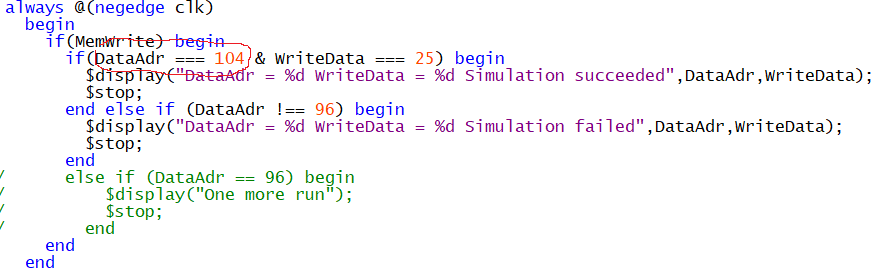 always @(negedge clk)
begin
if(MemWrite) begin
if(DataAdr === 104 & WriteData === 25) begin
$display("DataAdr = %d WriteData = %d Simulation succeeded",DataAdr,WriteData);
$stop;
end else if (DataAdr !== 96) begin
$display("DataAdr = %d WriteData = %d Simulation failed",DataAdr,WriteData);
$stop;
end
/ else if (DataAdr == 96) begin
/ $display("One more run");
/ $stop;
/ end
end
end